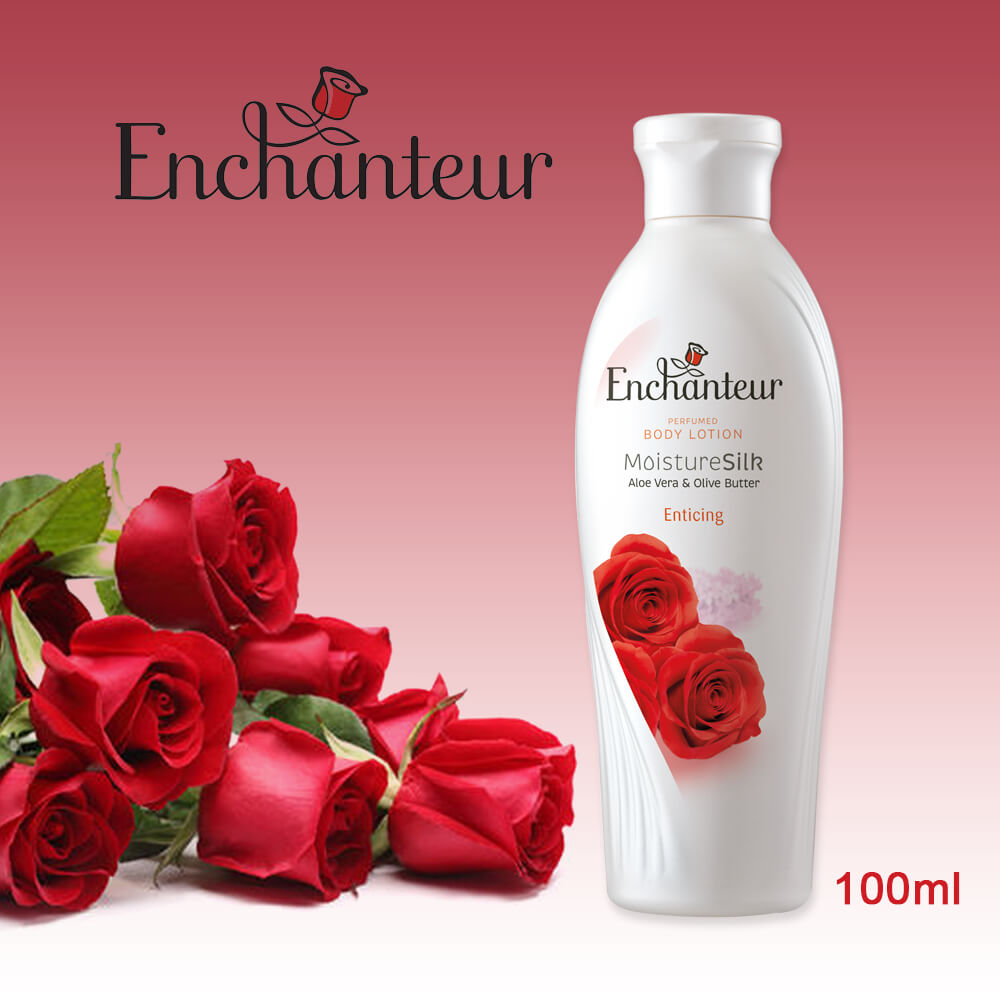 Enchanteur
Enchanteur
PERFUMED
BODY LOTION
MoistureSilk
Aloe Vera & Olive Butter
Enticing
100ml